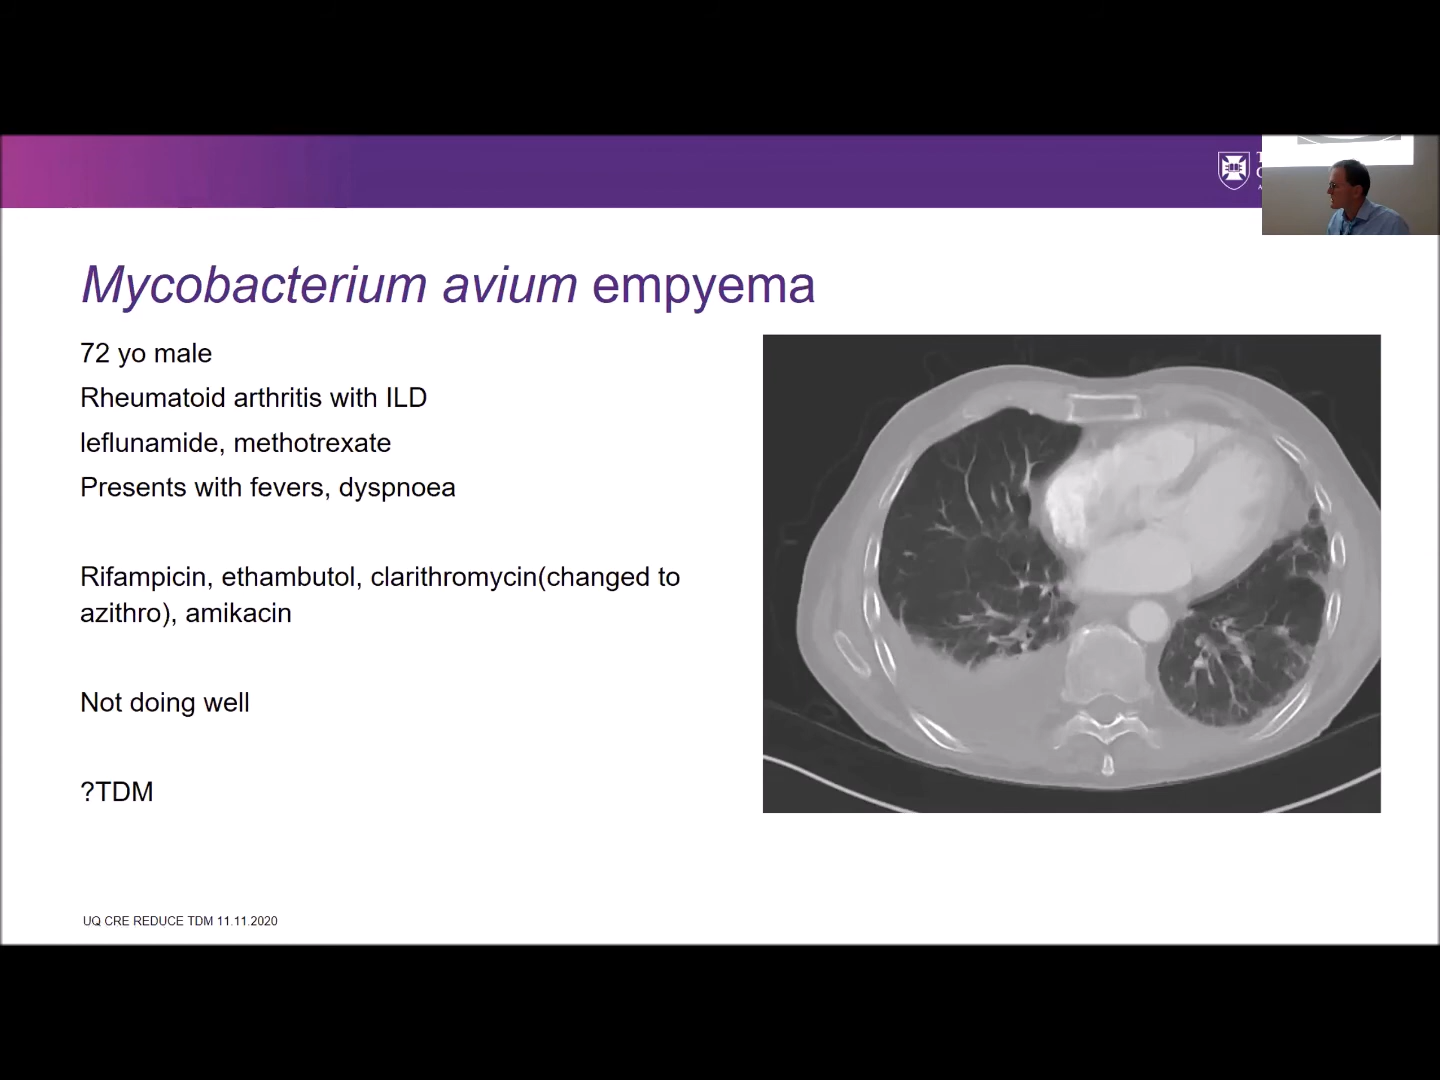 Mycobacterium avium empyema
72 yo male
Rheumatoid arthritis with ILD
leflunamide, methotrexate
Presents with fevers, dyspnoea
Rifampicin, ethambutol, clarithromycin(changed to
azithro), amikacin
Not doing well
?TDM
UQ CRE REDUCE TDM 11.11.2020